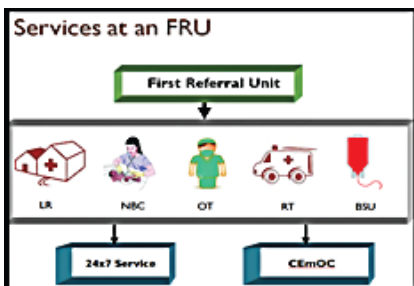 Services at an FRU
First Referral Unit
LR NBC OT RT BSU
24x7 Service CEmOC